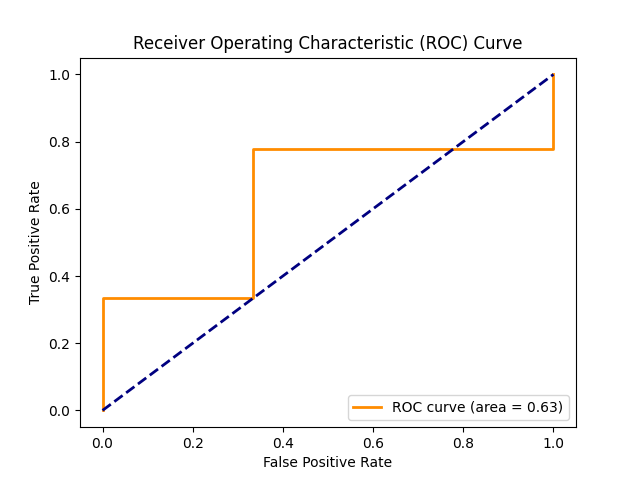 Receiver Operating Characteristic (ROC) Curve
True Positive Rate
1.0
0.8
0.6
0.4
0.2
0.0
ROC curve (area = 0.63)
0.0 0.2 0.4 0.6 0.8 1.0
False Positive Rate